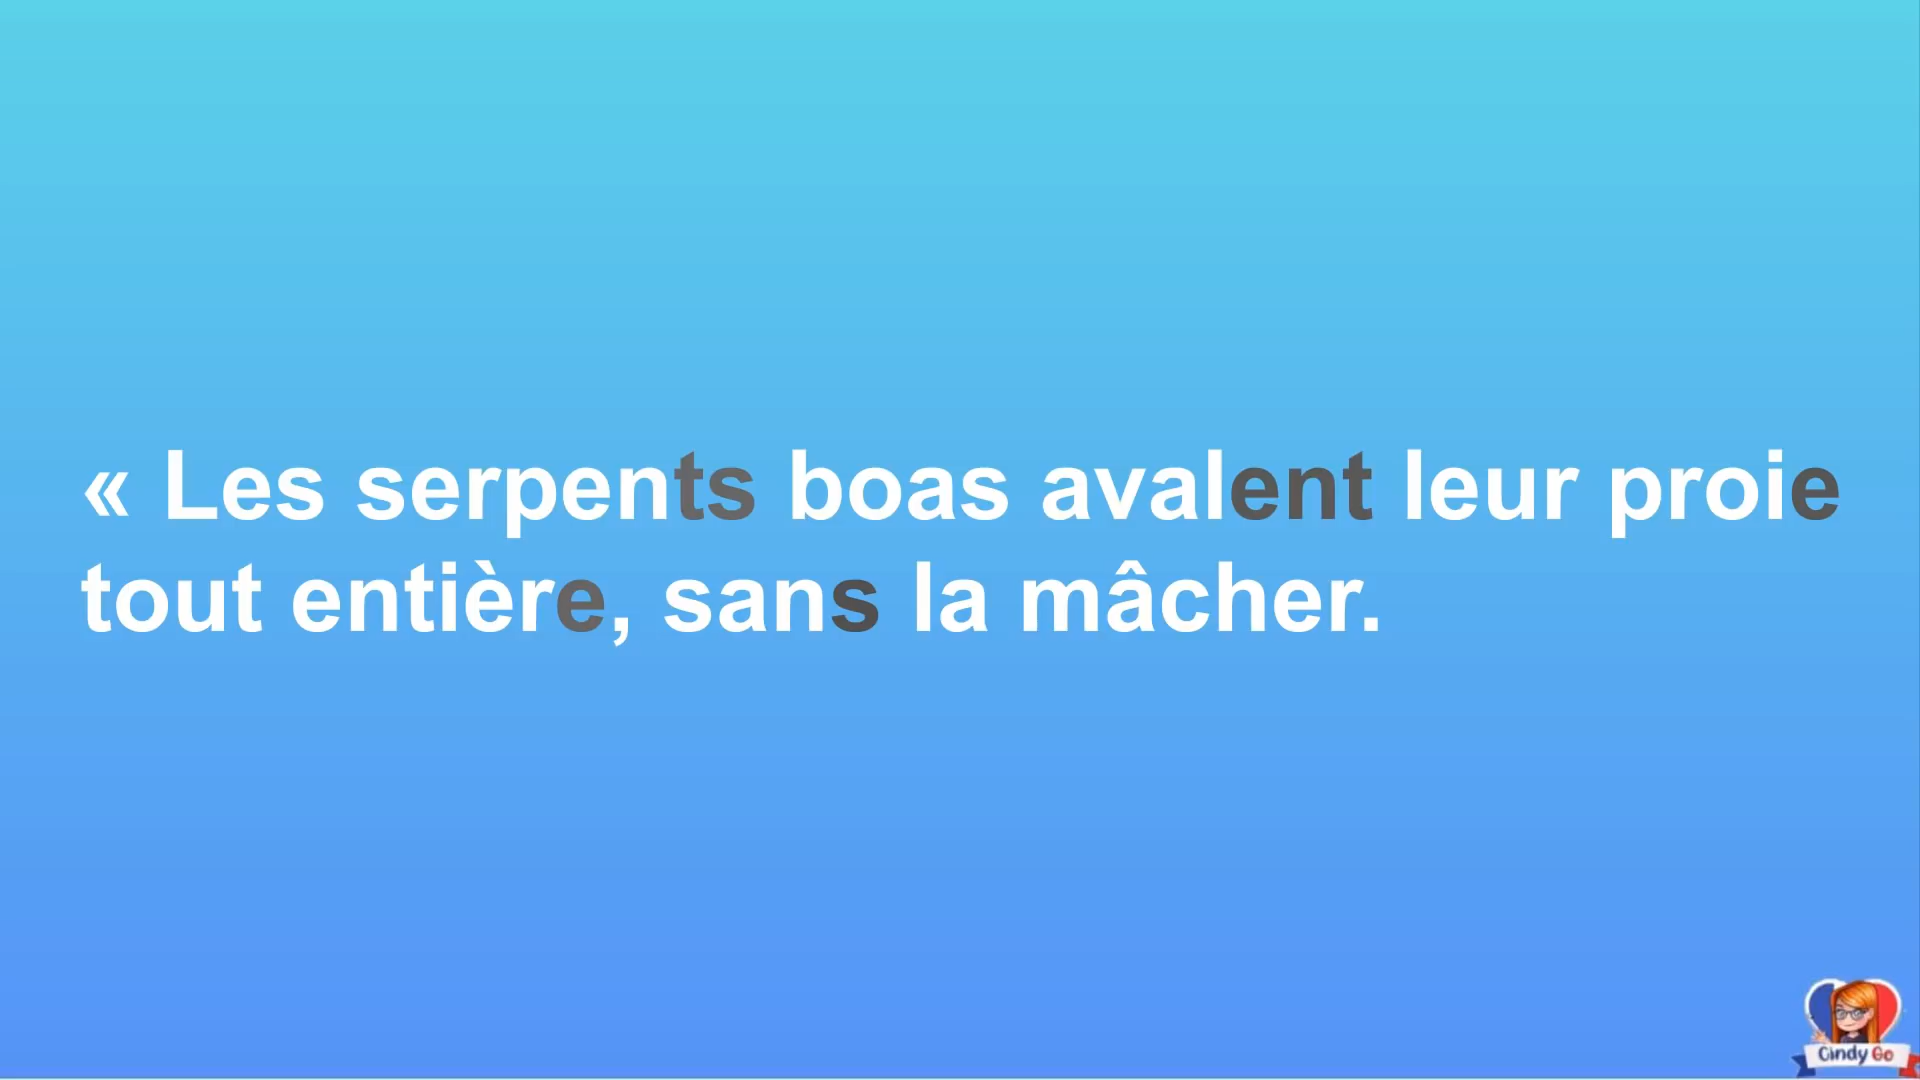 « Les serpents boas avalent leur proie
tout entière, sans la mâcher.
Cindy Go